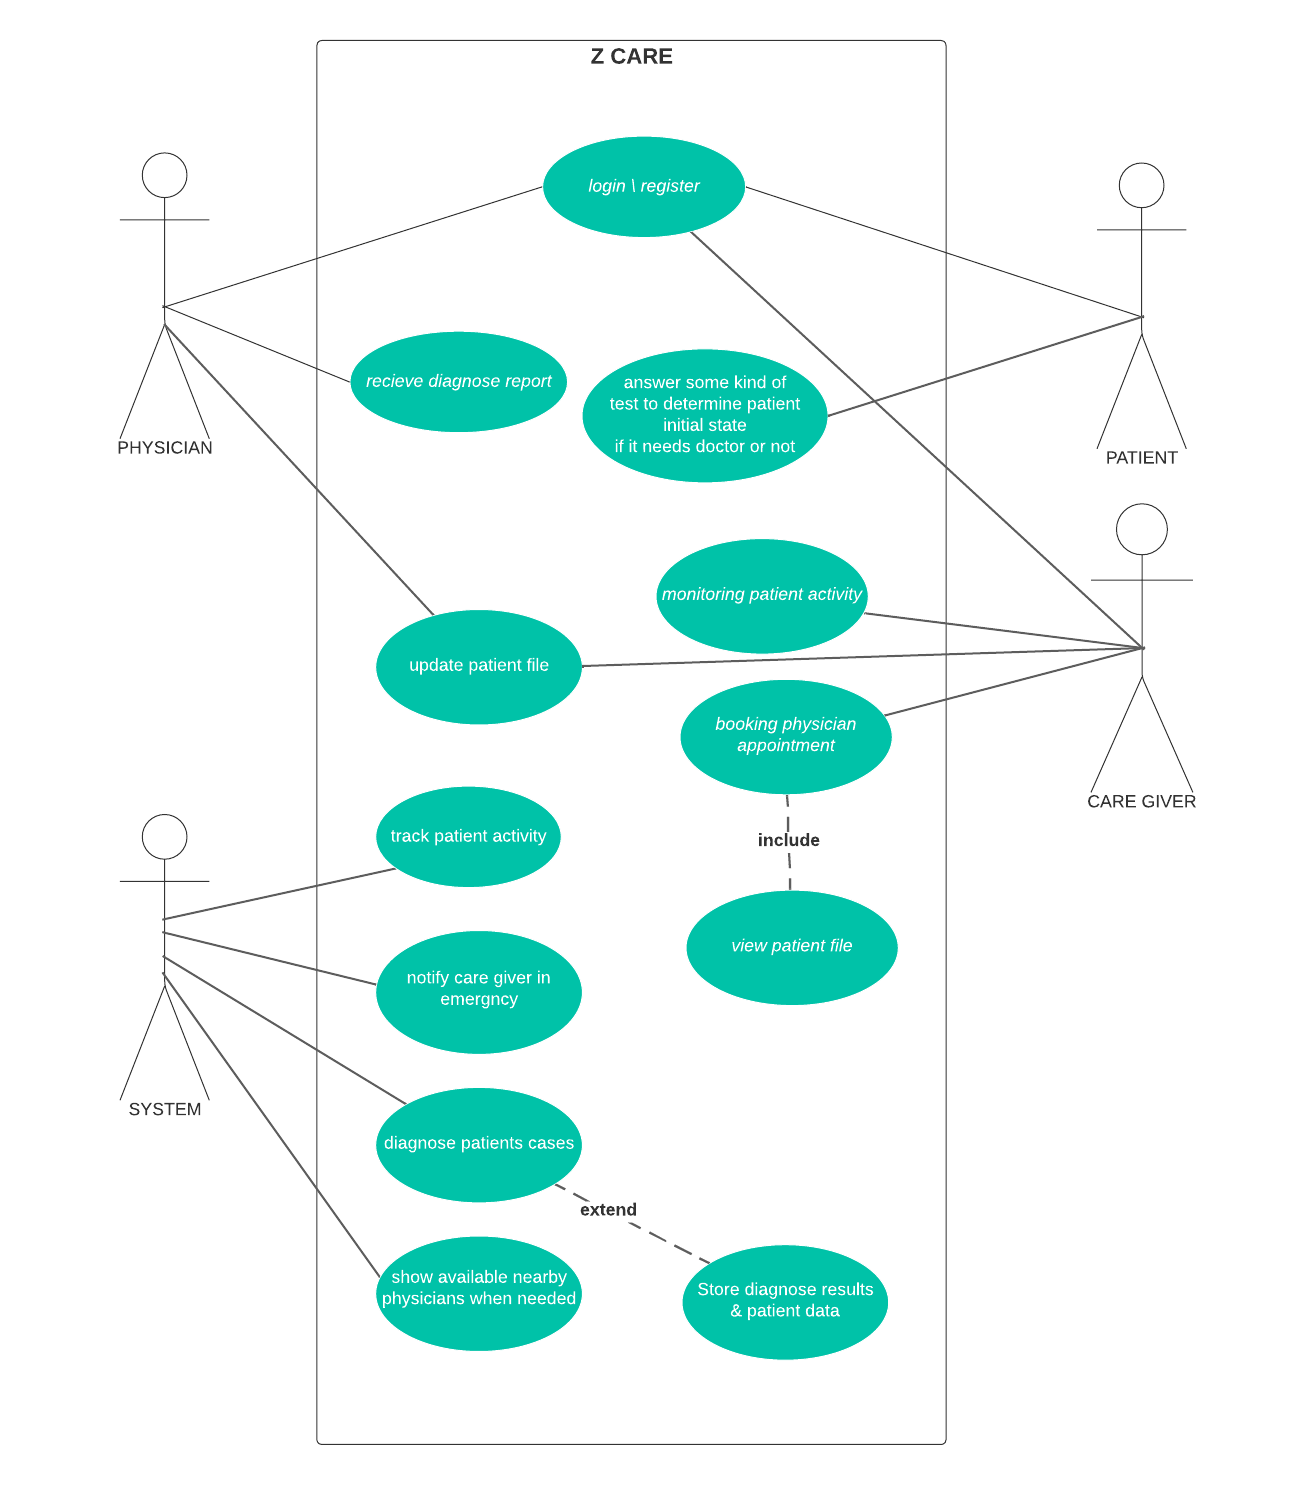 Z CARE
login \ register
recieve diagnose report
answer some kind of
test to determine patient
initial state
if it needs doctor or not
PHYSICIAN
PATIENT
monitoring patient activity
update patient file
booking physician
appointment
CARE GIVER
track patient activity
include
view patient file
notify care giver in
emergncy
SYSTEM
diagnose patients cases
extend
show available nearby
physicians when needed
Store diagnose results
& patient data